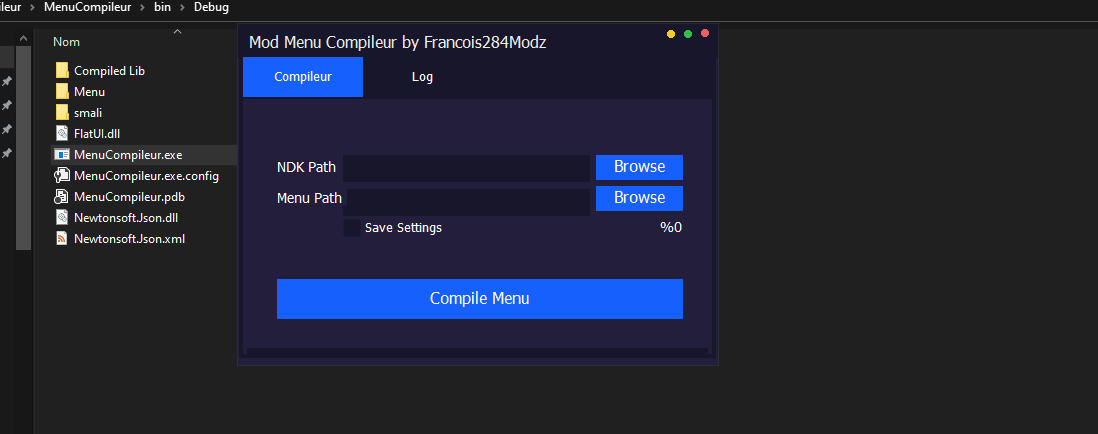 ileur > MenuCompileur > bin > Debug
Nom
Compiled Lib
Menu
smali
FlatUI.dll
MenuCompileur.exe
MenuCompileur.exe.config
MenuCompileur.pdb
Newtonsoft.Json.dll
Newtonsoft.Json.xml
Mod Menu Compileur by Francois284Modz
Compileur Log
NDK Path Browse
Menu Path Browse
Save Settings %0
Compile Menu